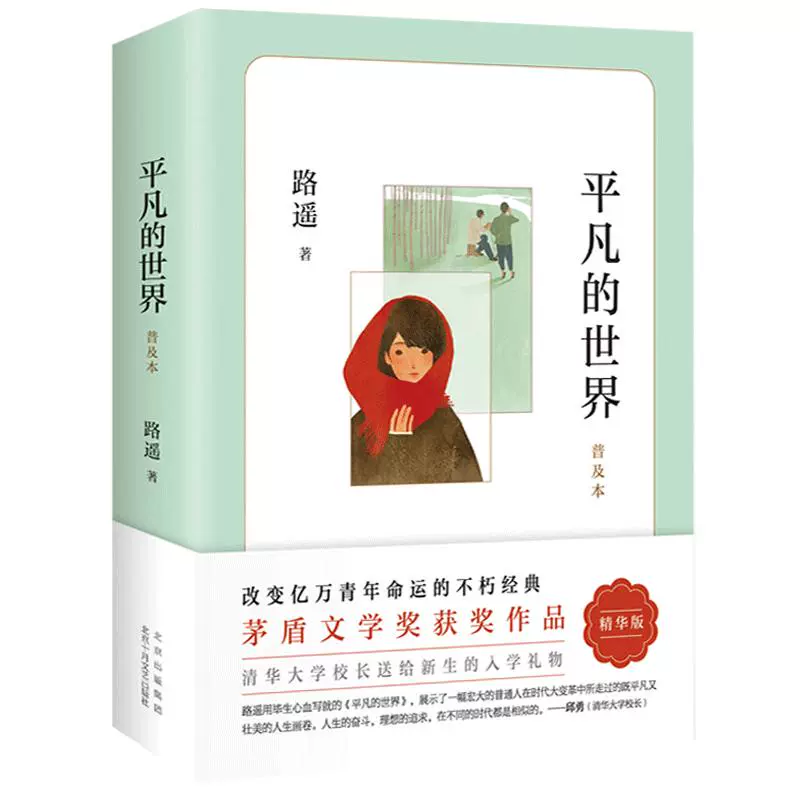 平凡的世界
普及本
路遥
著
北京出版集团
北京十月文艺出版社
路遥
著
平凡的世界
普及本
改变亿万青年命运的不朽经典
茅盾文学奖获奖作品
清华大学校长送给新生的入学礼物
精华版
路遥用毕生心血写就的《平凡的世界》，展示了一幅宏大的普通人在时代大变革中所走过的既平凡又
壮美的人生画卷，人生的奋斗，理想的追求，在不同的时代都是相似的。——邱勇（清华大学校长）